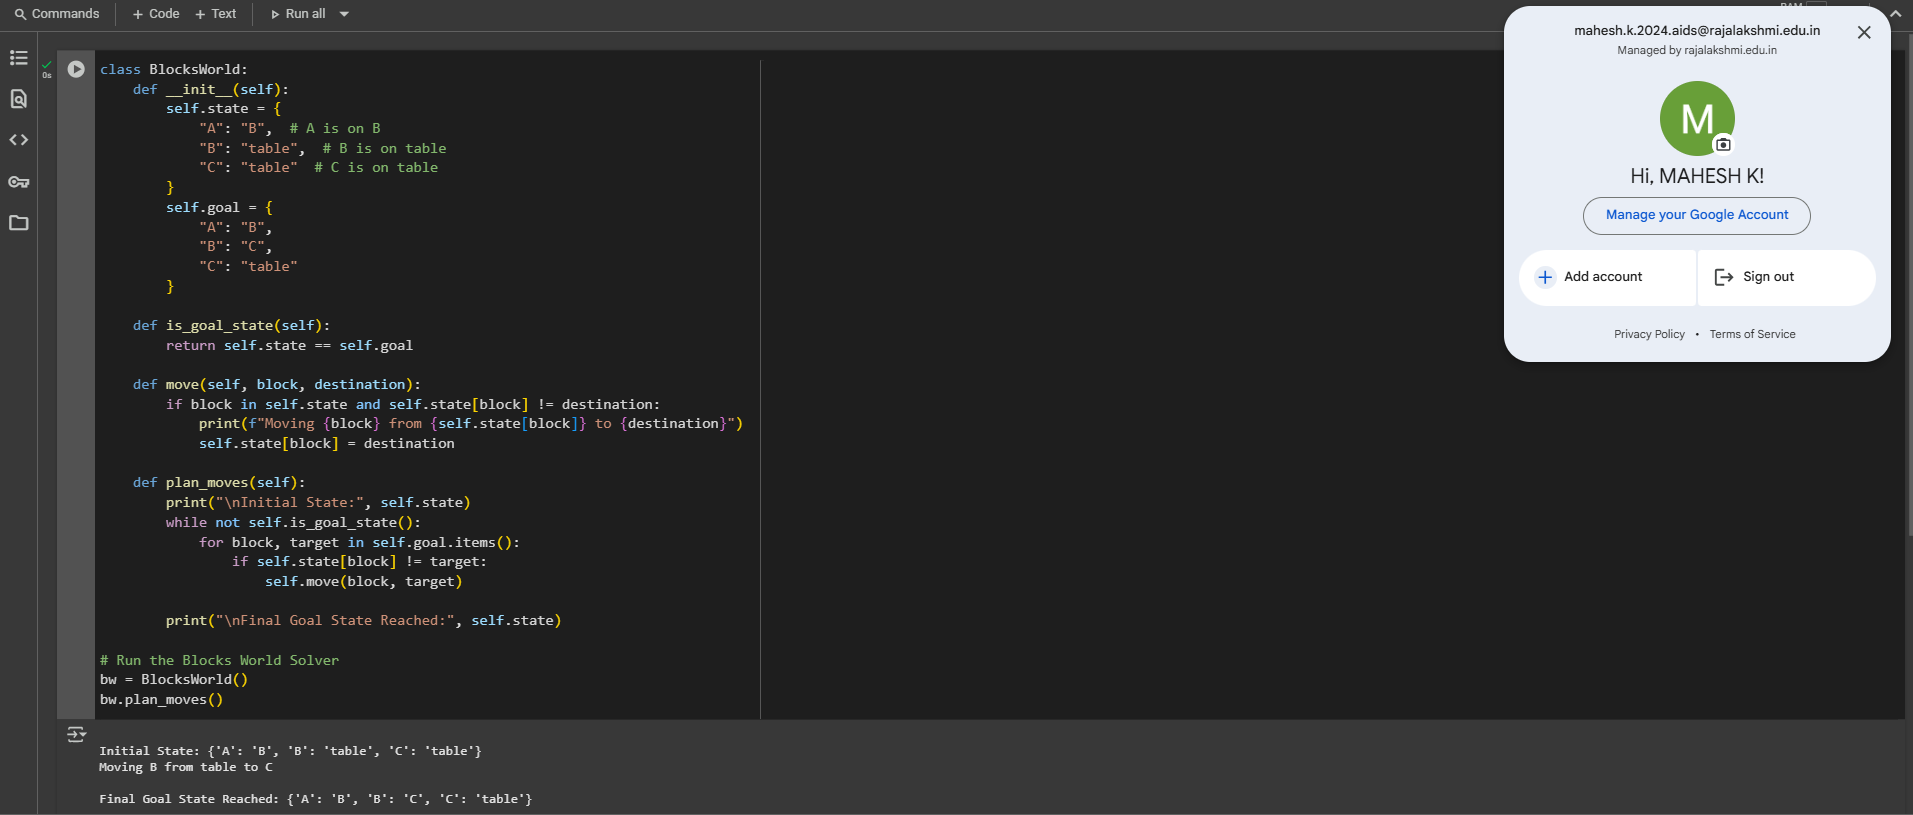 Commands + Code + Text Run all
RAM
0s
class BlocksWorld:
    def __init__(self):
        self.state = {
            "A": "B",  # A is on B
            "B": "table",  # B is on table
            "C": "table"  # C is on table
        }
        self.goal = {
            "A": "B",
            "B": "C",
            "C": "table"
        }
    def is_goal_state(self):
        return self.state == self.goal
    def move(self, block, destination):
        if block in self.state and self.state[block] != destination:
            print(f"Moving {block} from {self.state[block]} to {destination}")
            self.state[block] = destination
    def plan_moves(self):
        print("\nInitial State:", self.state)
        while not self.is_goal_state():
            for block, target in self.goal.items():
                if self.state[block] != target:
                    self.move(block, target)
        print("\nFinal Goal State Reached:", self.state)
# Run the Blocks World Solver
bw = BlocksWorld()
bw.plan_moves()
Initial State: {'A': 'B', 'B': 'table', 'C': 'table'}
Moving B from table to C
Final Goal State Reached: {'A': 'B', 'B': 'C', 'C': 'table'}
mahesh.k.2024.aids@rajalakshmi.edu.in
Managed by rajalakshmi.edu.in
M
Hi, MAHESH K!
Manage your Google Account
Add account
Sign out
Privacy Policy • Terms of Service